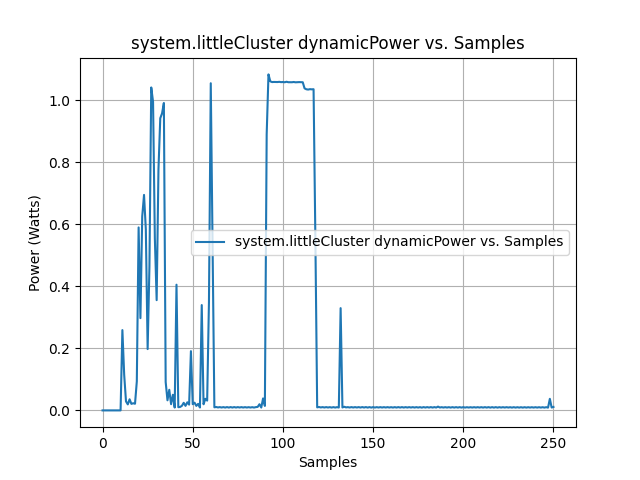 system.littleCluster dynamicPower vs. Samples
Power (Watts)
1.0
0.8
0.6
0.4
0.2
0.0
system.littleCluster dynamicPower vs. Samples
0 50 100 150 200 250
Samples